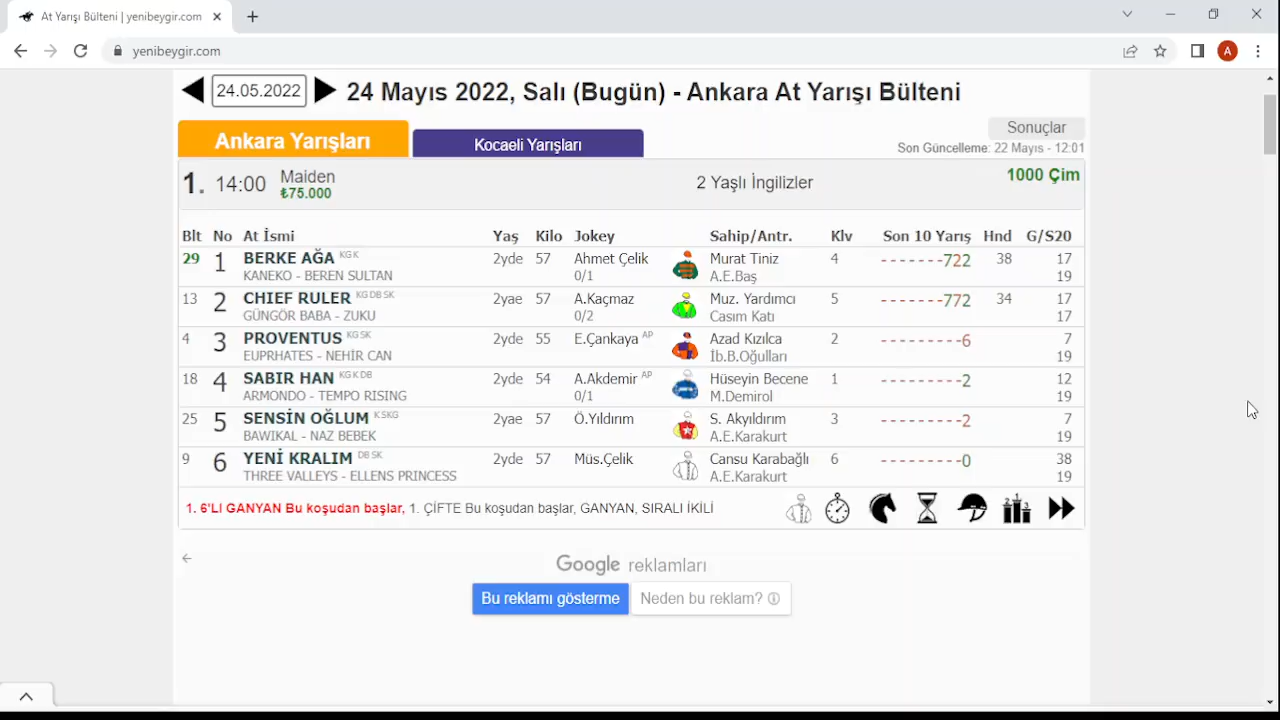 At Yarışı Bülteni | yenibeygir.com
yenibeygir.com
A
24.05.2022
24 Mayıs 2022, Salı (Bugün) - Ankara At Yarışı Bülteni
Ankara Yarışları
Kocaeli Yarışları
Sonuçlar
Son Güncelleme: 22 Mayıs - 12:01
1. 14:00 Maiden 2 Yaşlı İngilizler 1000 Çim
₺75.000
Blt No At İsmi Yaş Kilo Jokey Sahip/Antr. Klv Son 10 Yarış Hnd G/S20
29 1 BERKE AĞA KG K 2yde 57 Ahmet Çelik Murat Tiniz 4 -------722 38 17
KANEKO - BEREN SULTAN 0/1 A.E.Baş 19
13 2 CHIEF RULER KG DB SK 2yae 57 A.Kaçmaz Muz. Yardımcı 5 -------772 34 17
GÜNGÖR BABA - ZUKU 0/2 Casım Katı 17
4 3 PROVENTUS KG SK 2yde 55 E.Çankaya AP Azad Kızılca 2 ---------6 7
EUPRHATES - NEHİR CAN İb.B.Oğulları 19
18 4 SABIR HAN KG K DB 2yde 54 A.Akdemir AP Hüseyin Becene 1 ---------2 12
ARMONDO - TEMPO RISING 0/1 M.Demirol 19
25 5 SENSİN OĞLUM K SKG 2yae 57 Ö.Yıldırım S. Akyıldırım 3 ---------2 7
BAWIKAL - NAZ BEBEK A.E.Karakurt 19
9 6 YENİ KRALIM DB SK 2yde 57 Müs.Çelik Cansu Karabağlı 6 ---------0 38
THREE VALLEYS - ELLENS PRINCESS A.E.Karakurt 19
1. 6'LI GANYAN Bu koşudan başlar, 1. ÇİFTE Bu koşudan başlar, GANYAN, SIRALI İKİLİ
Google reklamları
Bu reklamı gösterme
Neden bu reklam?